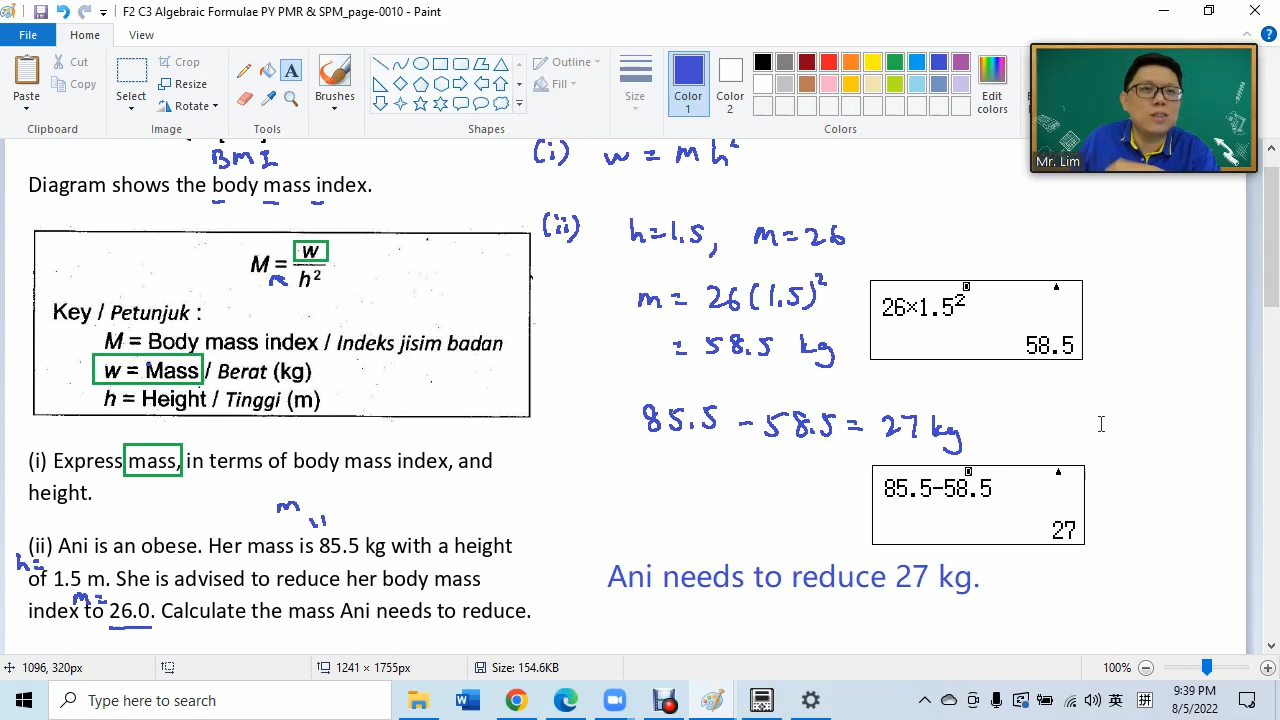 F2 C3 Algebraic Formulae PY PMR & SPM_page-0010 - Paint
File
Home
View
Paste
Cut
Copy
Clipboard
Select
Crop
Resize
Rotate
Image
A
Tools
Brushes
Shapes
Outline
Fill
Size
Color 1
Color 2
Edit colors
Colors
Mr. Lim
BMI
Diagram shows the body mass index.
M = w / h²
m
Key / Petunjuk :
M = Body mass index / Indeks jisim badan
w = Mass / Berat (kg)
h = Height / Tinggi (m)
(i) Express mass, in terms of body mass index, and
height.
m
(ii) Ani is an obese. Her mass is 85.5 kg with a height
h=
of 1.5 m. She is advised to reduce her body mass
m=
index to 26.0. Calculate the mass Ani needs to reduce.
(i) w = m h²
(ii) h=1.5, m=26
m = 26(1.5)²
= 58.5 kg
26×1.5²
58.5
85.5 - 58.5 = 27 kg
85.5-58.5
27
Ani needs to reduce 27 kg.
1096, 320px
1241 × 1755px
Size: 154.6KB
100%
Type here to search
英
拼
9:39 PM
8/5/2022